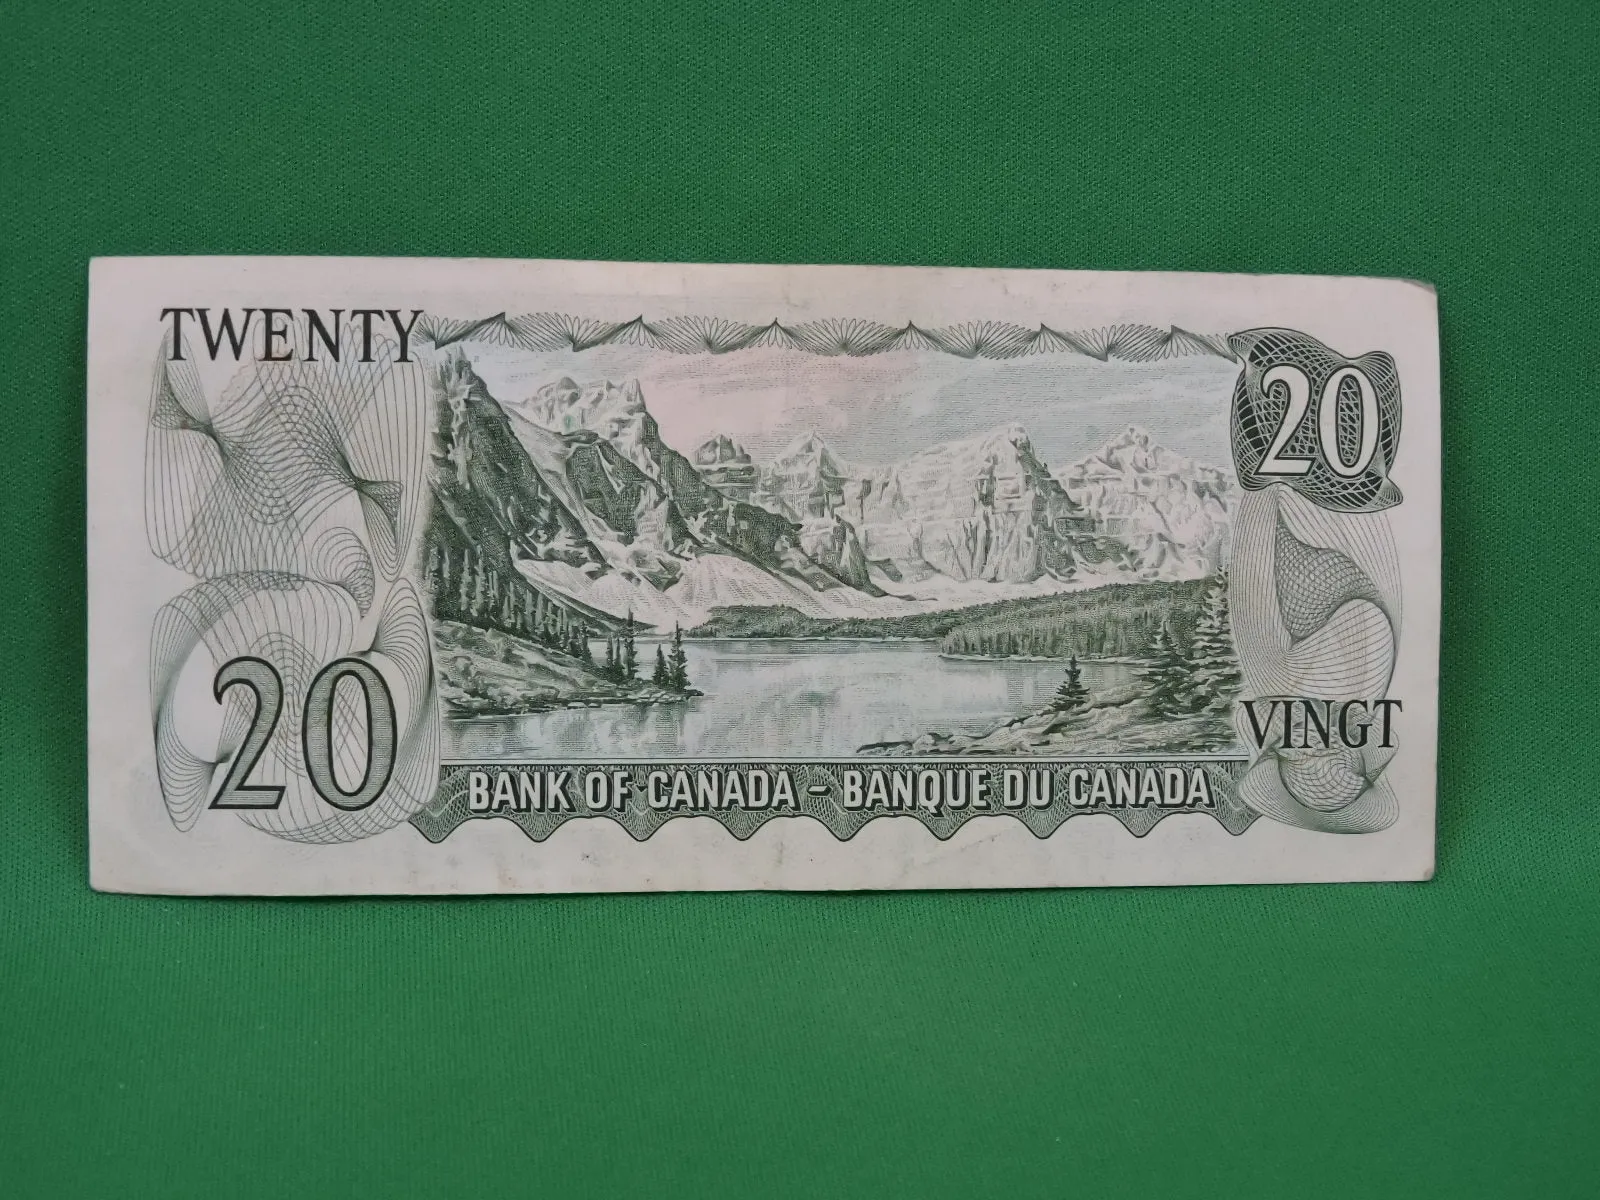 TWENTY
20
20
VINGT
BANK OF CANADA - BANQUE DU CANADA